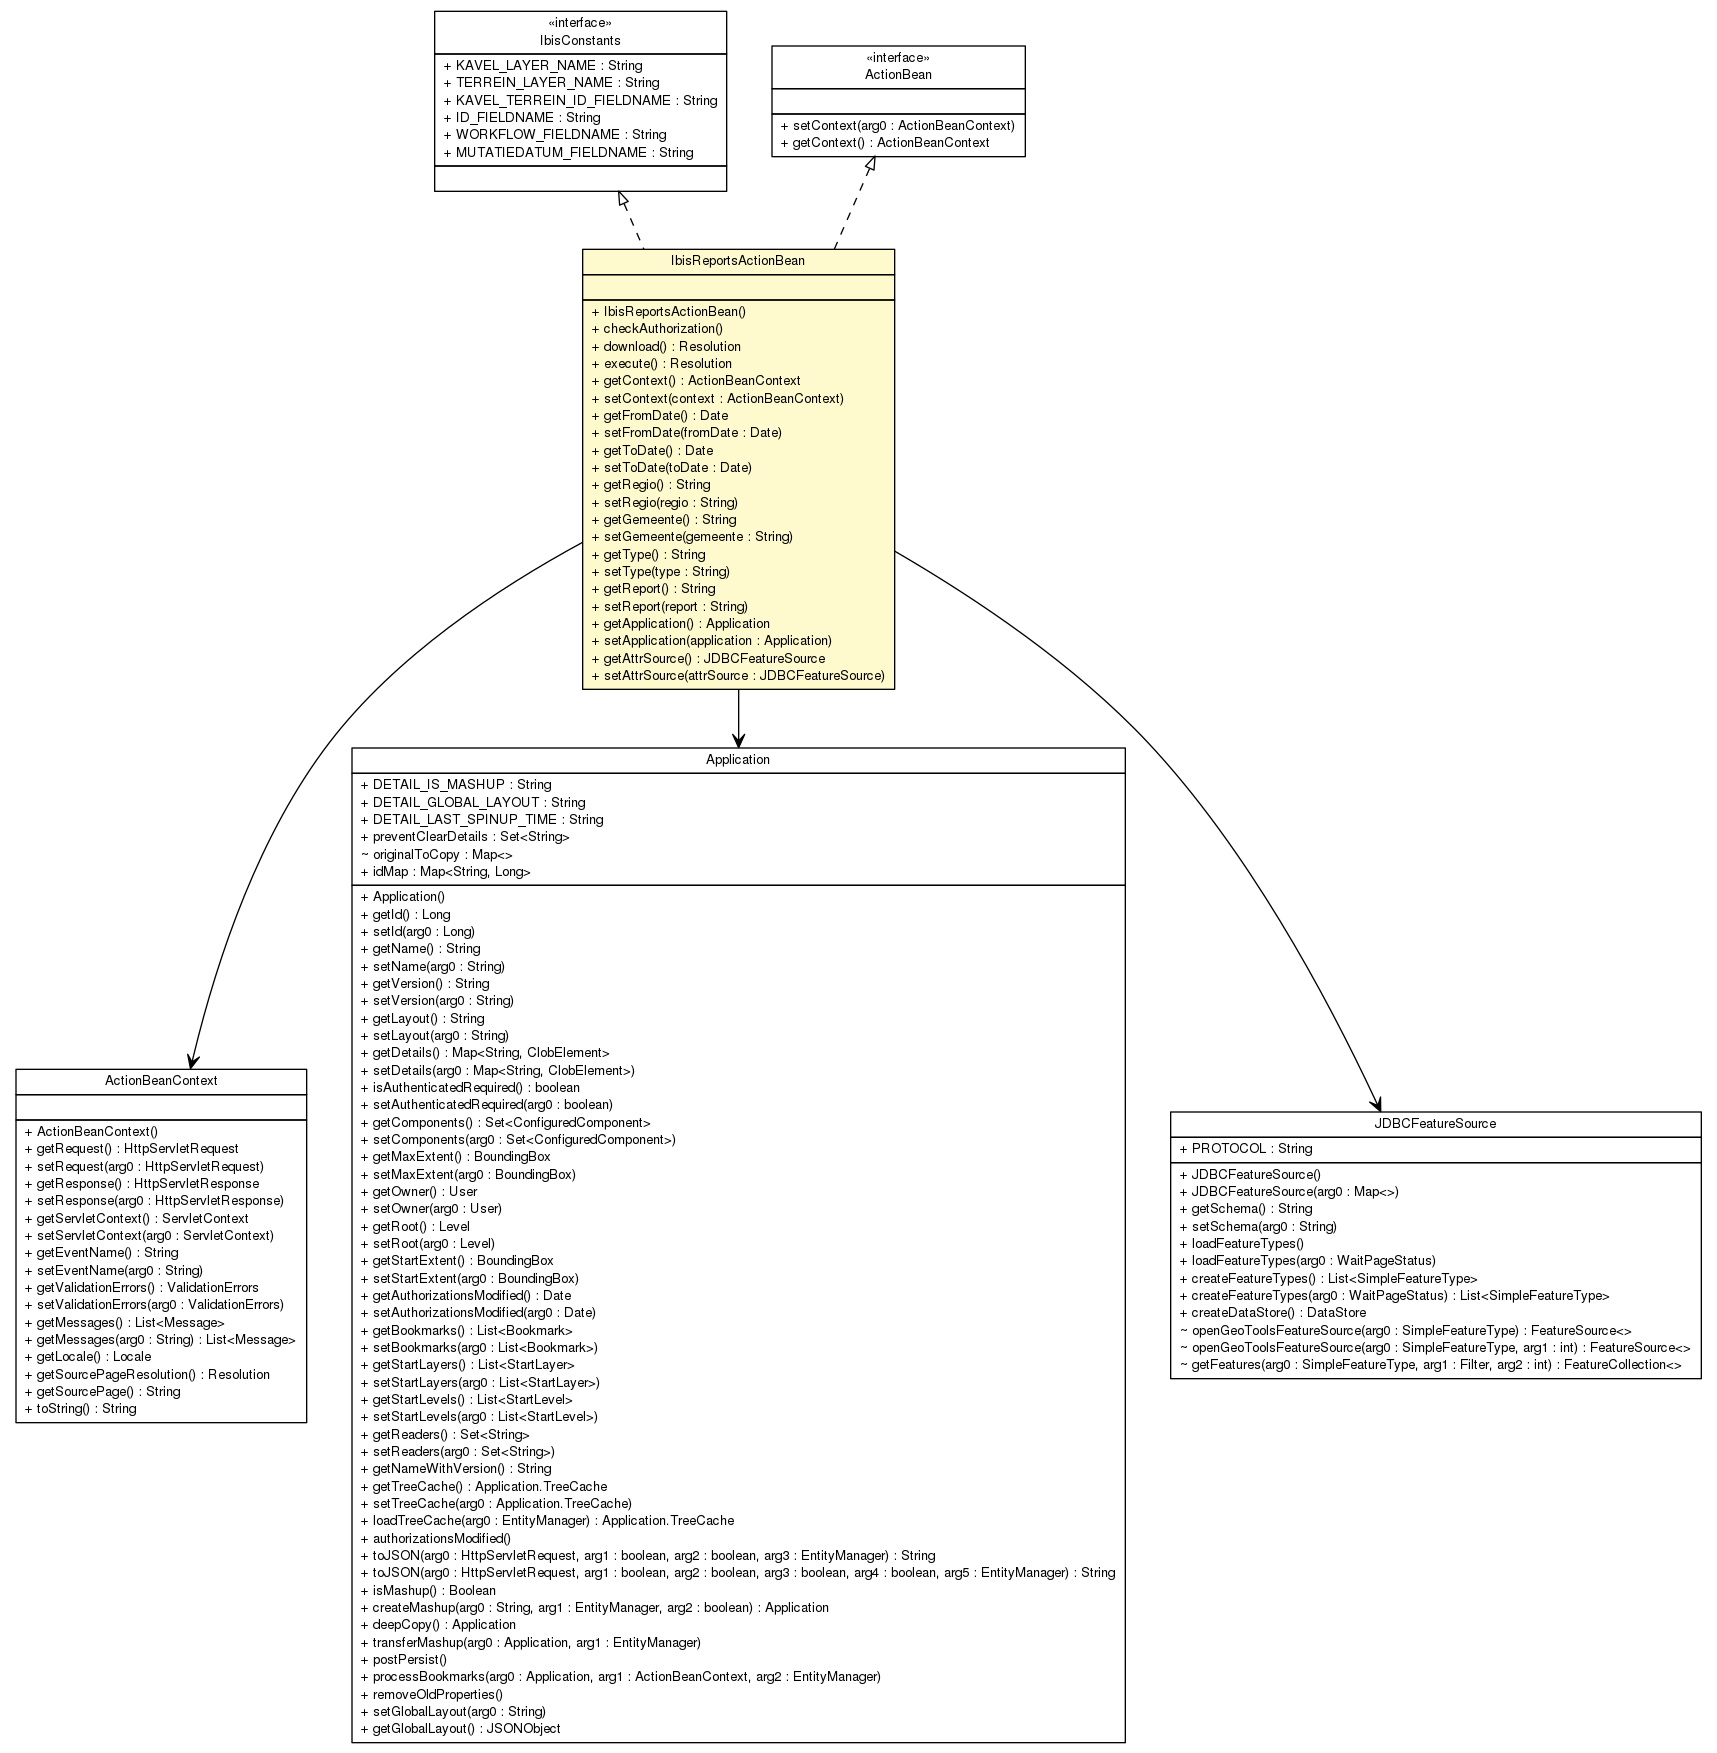 «interface»
IbisConstants
+ KAVEL_LAYER_NAME : String
+ TERREIN_LAYER_NAME : String
+ KAVEL_TERREIN_ID_FIELDNAME : String
+ ID_FIELDNAME : String
+ WORKFLOW_FIELDNAME : String
+ MUTATIEDATUM_FIELDNAME : String
«interface»
ActionBean
+ setContext(arg0 : ActionBeanContext)
+ getContext() : ActionBeanContext
IbisReportsActionBean
+ IbisReportsActionBean()
+ checkAuthorization()
+ download() : Resolution
+ execute() : Resolution
+ getContext() : ActionBeanContext
+ setContext(context : ActionBeanContext)
+ getFromDate() : Date
+ setFromDate(fromDate : Date)
+ getToDate() : Date
+ setToDate(toDate : Date)
+ getRegio() : String
+ setRegio(regio : String)
+ getGemeente() : String
+ setGemeente(gemeente : String)
+ getType() : String
+ setType(type : String)
+ getReport() : String
+ setReport(report : String)
+ getApplication() : Application
+ setApplication(application : Application)
+ getAttrSource() : JDBCFeatureSource
+ setAttrSource(attrSource : JDBCFeatureSource)
Application
+ DETAIL_IS_MASHUP : String
+ DETAIL_GLOBAL_LAYOUT : String
+ DETAIL_LAST_SPINUP_TIME : String
+ preventClearDetails : Set<String>
~ originalToCopy : Map<>
+ idMap : Map<String, Long>
+ Application()
+ getId() : Long
+ setId(arg0 : Long)
+ getName() : String
+ setName(arg0 : String)
+ getVersion() : String
+ setVersion(arg0 : String)
+ getLayout() : String
+ setLayout(arg0 : String)
+ getDetails() : Map<String, ClobElement>
+ setDetails(arg0 : Map<String, ClobElement>)
+ isAuthenticatedRequired() : boolean
+ setAuthenticatedRequired(arg0 : boolean)
+ getComponents() : Set<ConfiguredComponent>
+ setComponents(arg0 : Set<ConfiguredComponent>)
+ getMaxExtent() : BoundingBox
+ setMaxExtent(arg0 : BoundingBox)
+ getOwner() : User
+ setOwner(arg0 : User)
+ getRoot() : Level
+ setRoot(arg0 : Level)
+ getStartExtent() : BoundingBox
+ setStartExtent(arg0 : BoundingBox)
+ getAuthorizationsModified() : Date
+ setAuthorizationsModified(arg0 : Date)
+ getBookmarks() : List<Bookmark>
+ setBookmarks(arg0 : List<Bookmark>)
+ getStartLayers() : List<StartLayer>
+ setStartLayers(arg0 : List<StartLayer>)
+ getStartLevels() : List<StartLevel>
+ setStartLevels(arg0 : List<StartLevel>)
+ getReaders() : Set<String>
+ setReaders(arg0 : Set<String>)
+ getNameWithVersion() : String
+ getTreeCache() : Application.TreeCache
+ setTreeCache(arg0 : Application.TreeCache)
+ loadTreeCache(arg0 : EntityManager) : Application.TreeCache
+ authorizationsModified()
+ toJSON(arg0 : HttpServletRequest, arg1 : boolean, arg2 : boolean, arg3 : EntityManager) : String
+ toJSON(arg0 : HttpServletRequest, arg1 : boolean, arg2 : boolean, arg3 : boolean, arg4 : boolean, arg5 : EntityManager) : String
+ isMashup() : Boolean
+ createMashup(arg0 : String, arg1 : EntityManager, arg2 : boolean) : Application
+ deepCopy() : Application
+ transferMashup(arg0 : Application, arg1 : EntityManager)
+ postPersist()
+ processBookmarks(arg0 : Application, arg1 : ActionBeanContext, arg2 : EntityManager)
+ removeOldProperties()
+ setGlobalLayout(arg0 : String)
+ getGlobalLayout() : JSONObject
ActionBeanContext
+ ActionBeanContext()
+ getRequest() : HttpServletRequest
+ setRequest(arg0 : HttpServletRequest)
+ getResponse() : HttpServletResponse
+ setResponse(arg0 : HttpServletResponse)
+ getServletContext() : ServletContext
+ setServletContext(arg0 : ServletContext)
+ getEventName() : String
+ setEventName(arg0 : String)
+ getValidationErrors() : ValidationErrors
+ setValidationErrors(arg0 : ValidationErrors)
+ getMessages() : List<Message>
+ getMessages(arg0 : String) : List<Message>
+ getLocale() : Locale
+ getSourcePageResolution() : Resolution
+ getSourcePage() : String
+ toString() : String
JDBCFeatureSource
+ PROTOCOL : String
+ JDBCFeatureSource()
+ JDBCFeatureSource(arg0 : Map<>)
+ getSchema() : String
+ setSchema(arg0 : String)
+ loadFeatureTypes()
+ loadFeatureTypes(arg0 : WaitPageStatus)
+ createFeatureTypes() : List<SimpleFeatureType>
+ createFeatureTypes(arg0 : WaitPageStatus) : List<SimpleFeatureType>
+ createDataStore() : DataStore
~ openGeoToolsFeatureSource(arg0 : SimpleFeatureType) : FeatureSource<>
~ openGeoToolsFeatureSource(arg0 : SimpleFeatureType, arg1 : int) : FeatureSource<>
~ getFeatures(arg0 : SimpleFeatureType, arg1 : Filter, arg2 : int) : FeatureCollection<>